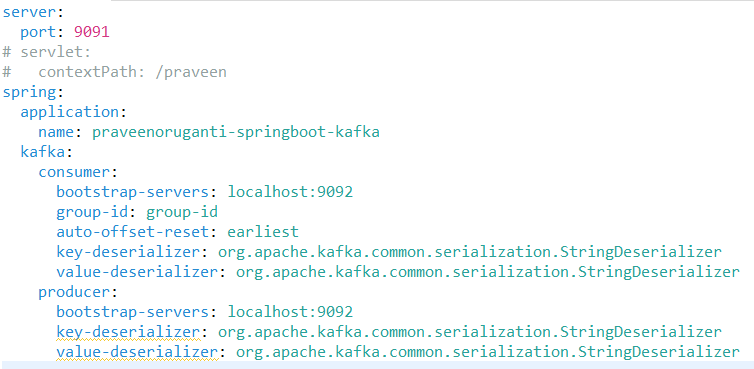 server:
  port: 9091
# servlet:
#   contextPath: /praveen
spring:
  application:
    name: praveenoruganti-springboot-kafka
  kafka:
    consumer:
      bootstrap-servers: localhost:9092
      group-id: group-id
      auto-offset-reset: earliest
      key-deserializer: org.apache.kafka.common.serialization.StringDeserializer
      value-deserializer: org.apache.kafka.common.serialization.StringDeserializer
    producer:
      bootstrap-servers: localhost:9092
      key-deserializer: org.apache.kafka.common.serialization.StringDeserializer
      value-deserializer: org.apache.kafka.common.serialization.StringDeserializer